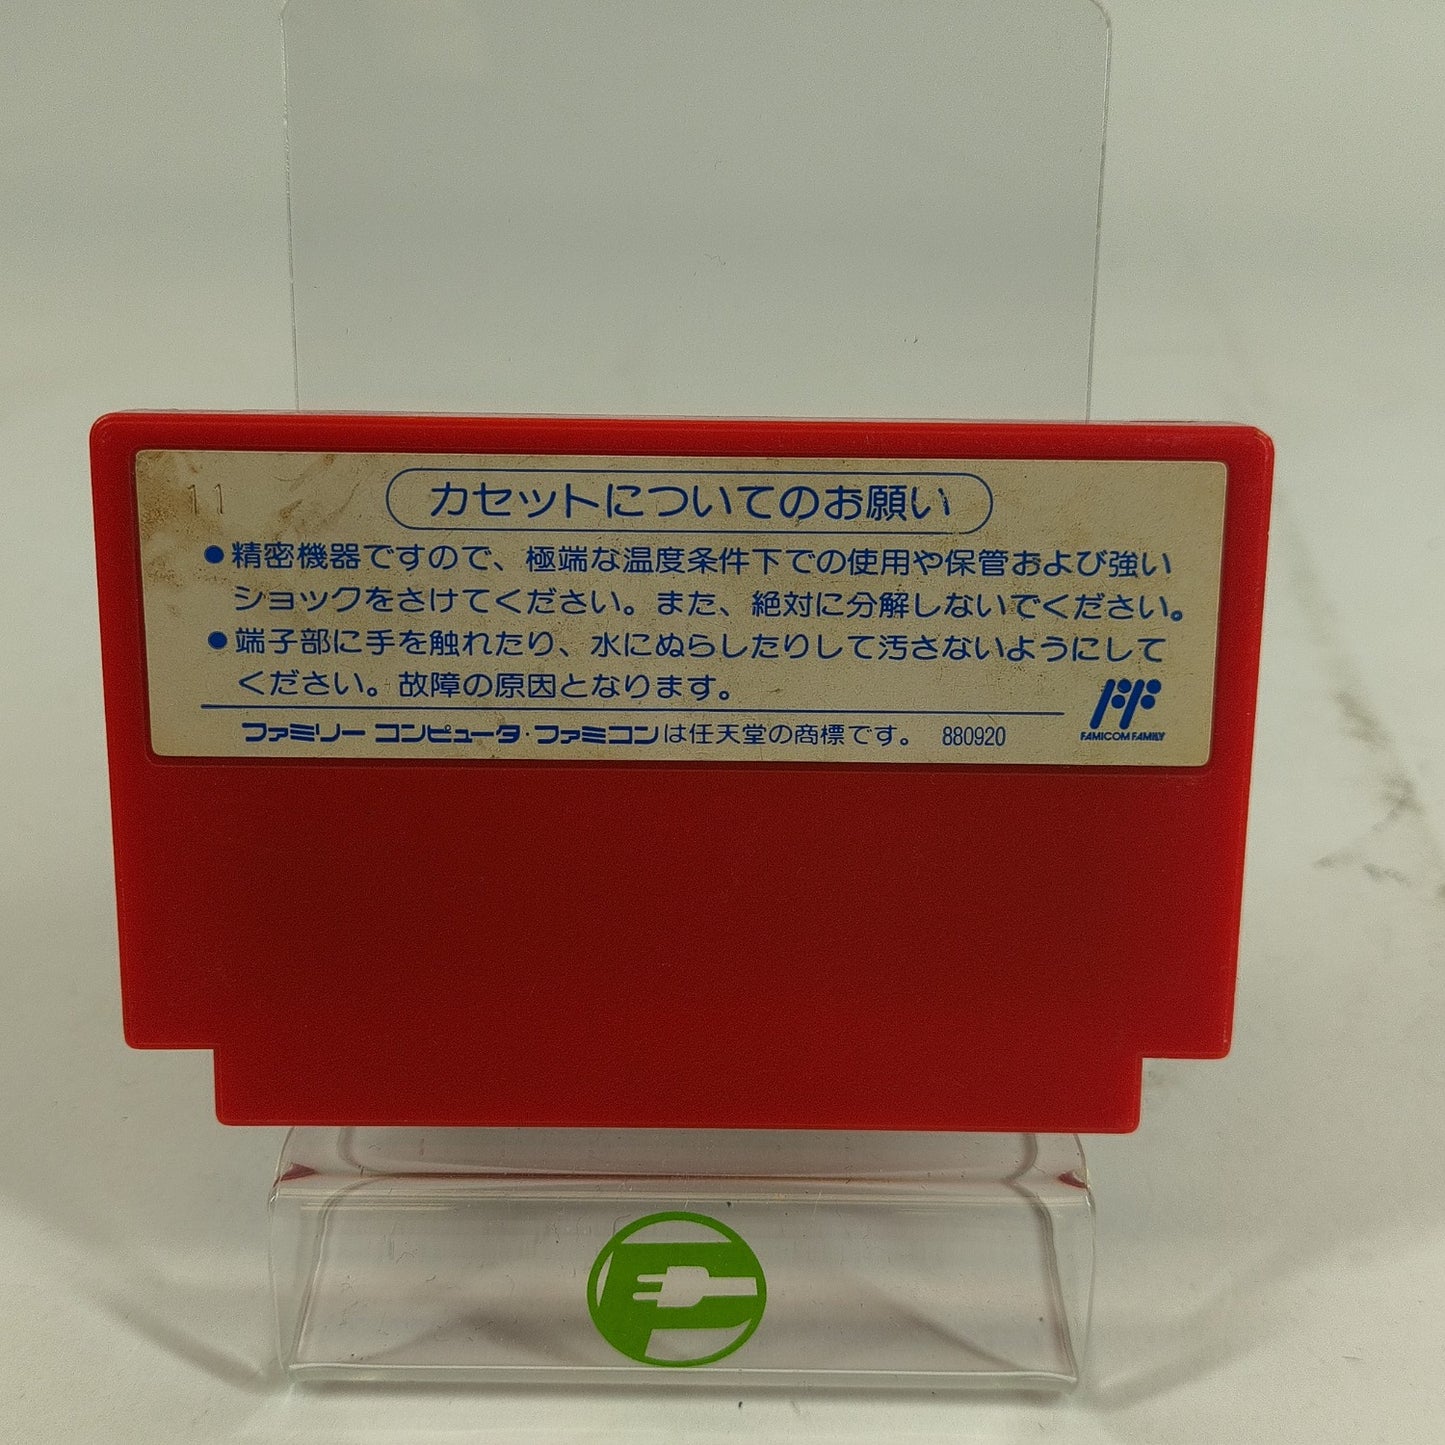 11
カセットについてのお願い
●精密機器ですので、極端な温度条件下での使用や保管および強い
ショックをさけてください。また、絶対に分解しないでください。
●端子部に手を触れたり、水にぬらしたりして汚さないようにして
ください。故障の原因となります。
ファミリー コンピュータ・ファミコンは任天堂の商標です。 880920
FAMICOM FAMILY